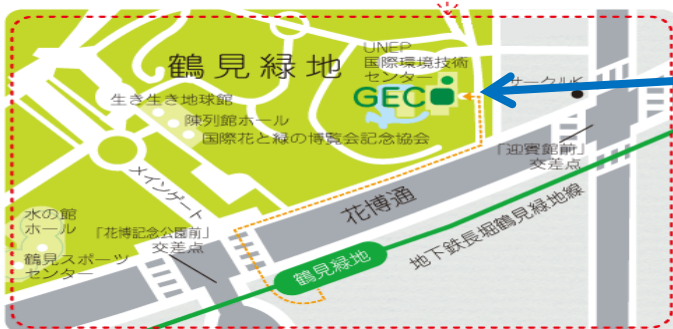 鶴見緑地
UNEP
国際環境技術
センター
GEC
サークルK
生き生き地球館
陳列館ホール
国際花と緑の博覧会記念協会
「迎賓館前」
交差点
メインゲート
花博通
水の館
ホール
「花博記念公園前」
交差点
鶴見スポーツ
センター
鶴見緑地
地下鉄長堀鶴見緑地線